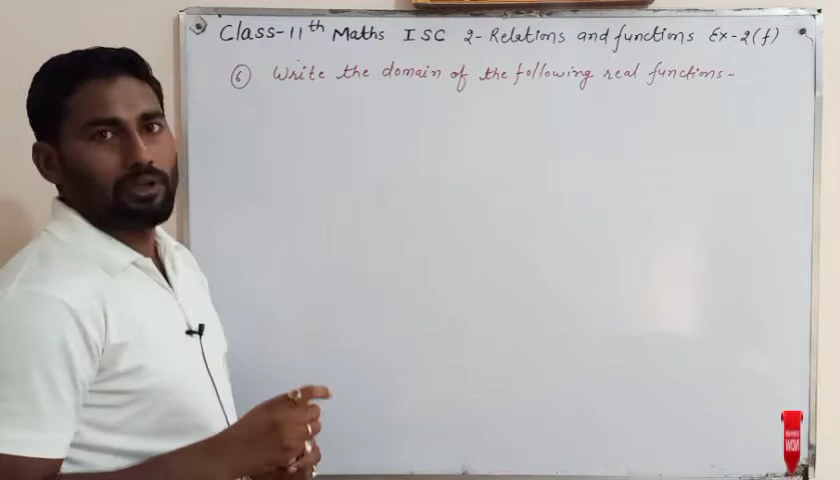 Class-11th Maths ISC 2-Relations and functions Ex-2(f)
6 Write the domain of the following real functions-